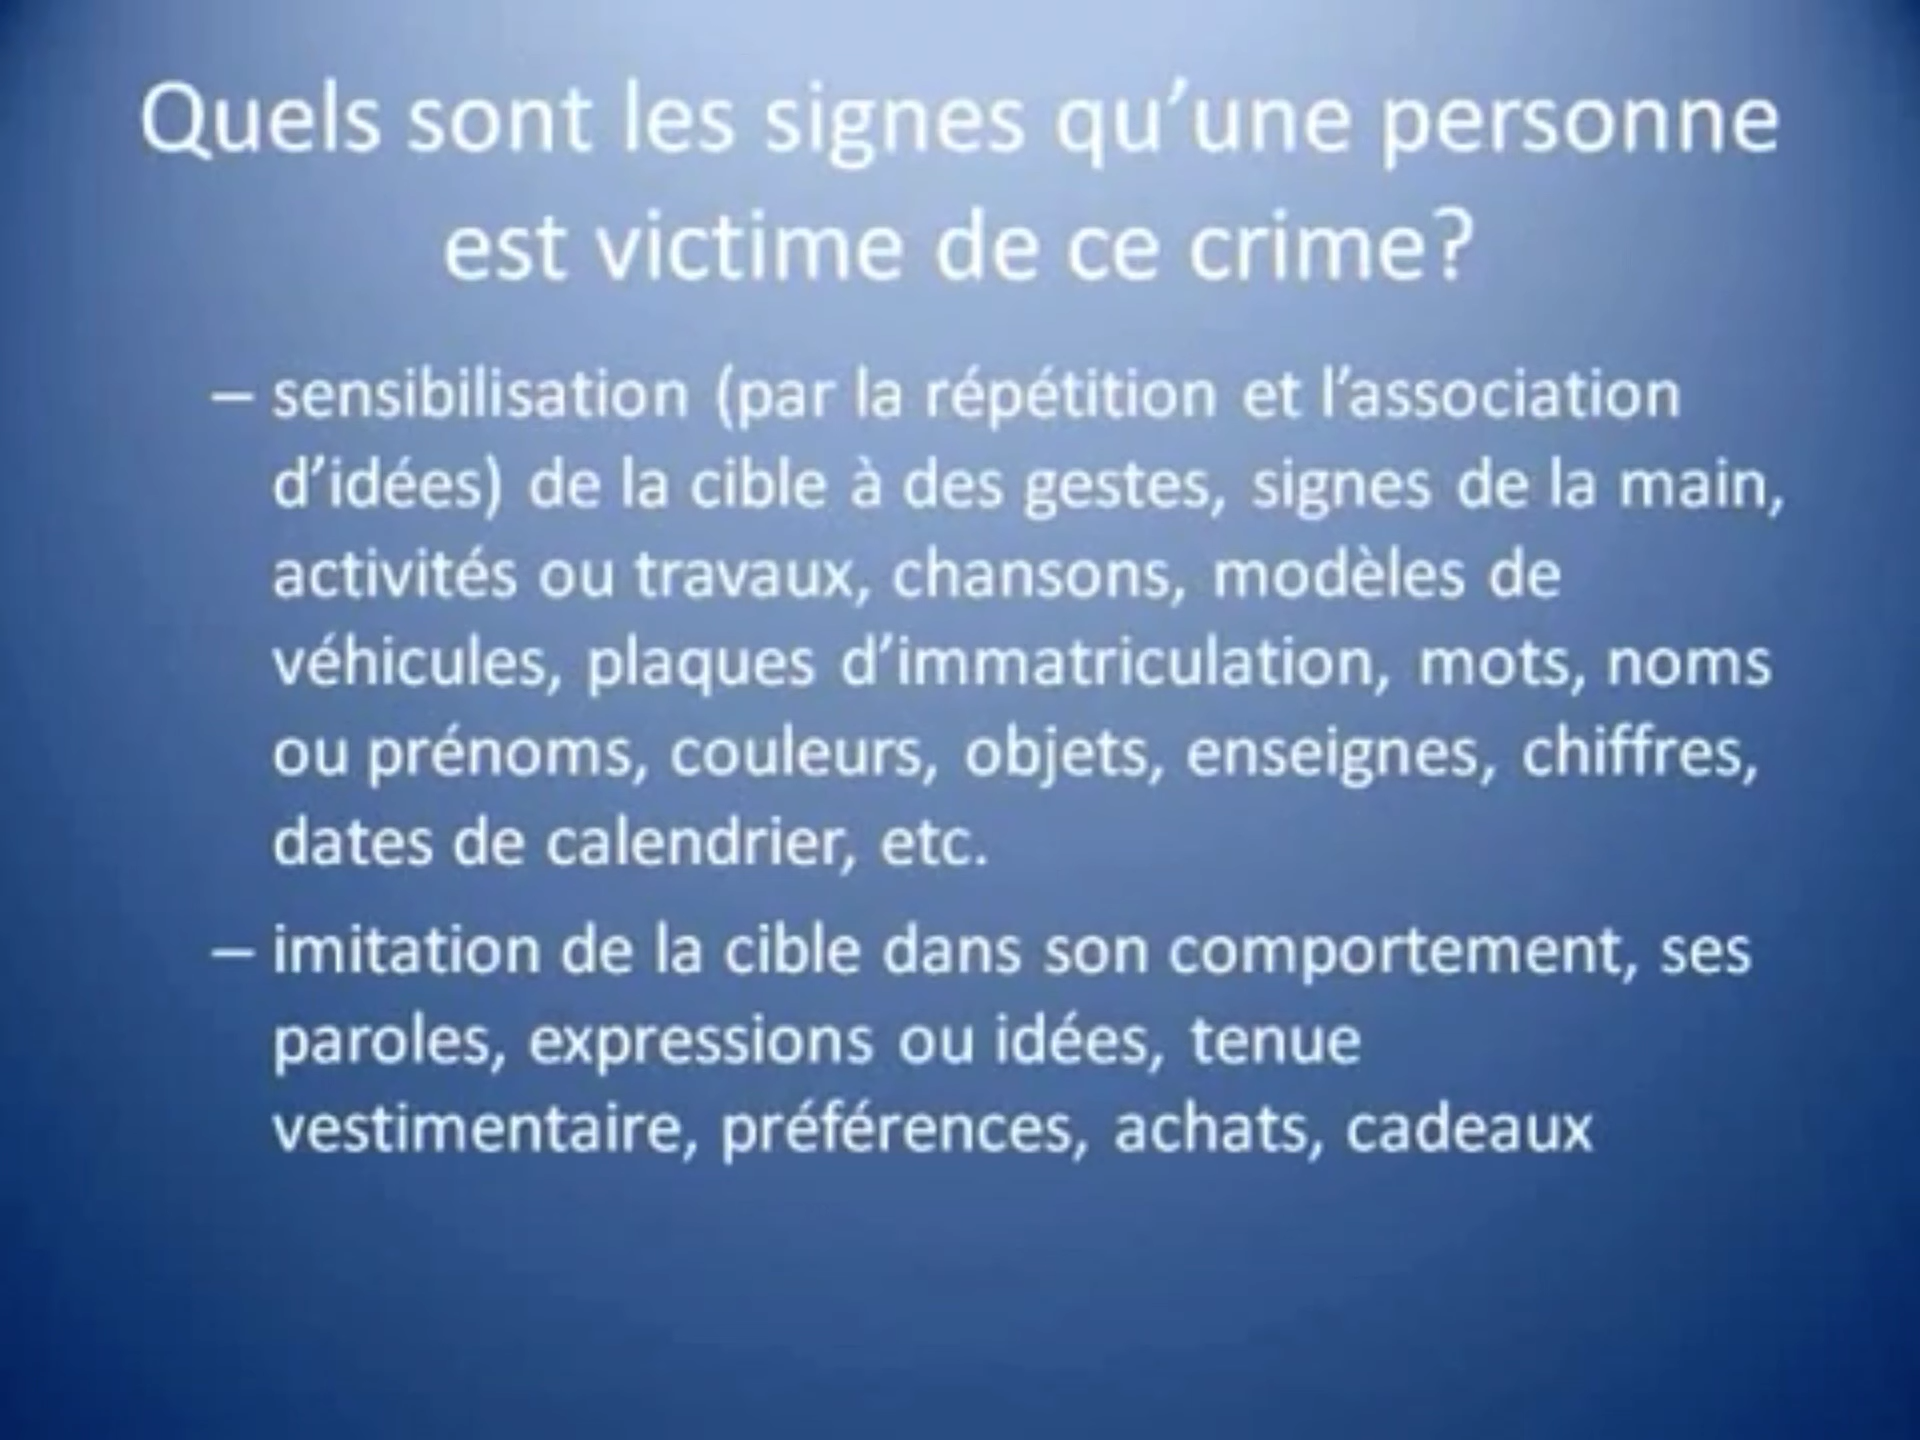 Quels sont les signes qu’une personne
est victime de ce crime?
– sensibilisation (par la répétition et l’association
d’idées) de la cible à des gestes, signes de la main,
activités ou travaux, chansons, modèles de
véhicules, plaques d’immatriculation, mots, noms
ou prénoms, couleurs, objets, enseignes, chiffres,
dates de calendrier, etc.
– imitation de la cible dans son comportement, ses
paroles, expressions ou idées, tenue
vestimentaire, préférences, achats, cadeaux